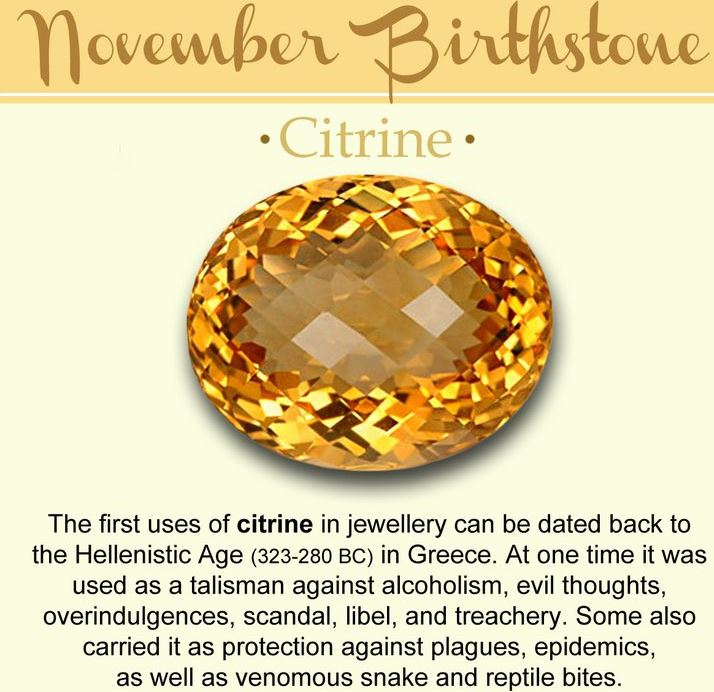 November Birthstone
• Citrine •
The first uses of citrine in jewellery can be dated back to
the Hellenistic Age (323-280 BC) in Greece. At one time it was
used as a talisman against alcoholism, evil thoughts,
overindulgences, scandal, libel, and treachery. Some also
carried it as protection against plagues, epidemics,
as well as venomous snake and reptile bites.